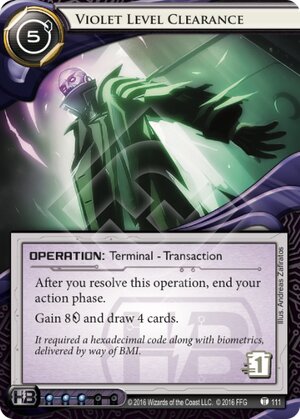 5
VIOLET LEVEL CLEARANCE
OPERATION: Terminal - Transaction
After you resolve this operation, end your
action phase.
Gain 8 and draw 4 cards.
It required a hexadecimal code along with biometrics,
delivered by way of BMI.
1
Illus. Andreas Zafiratos
HB
© 2016 Wizards of the Coast LLC. © 2016 FFG
111